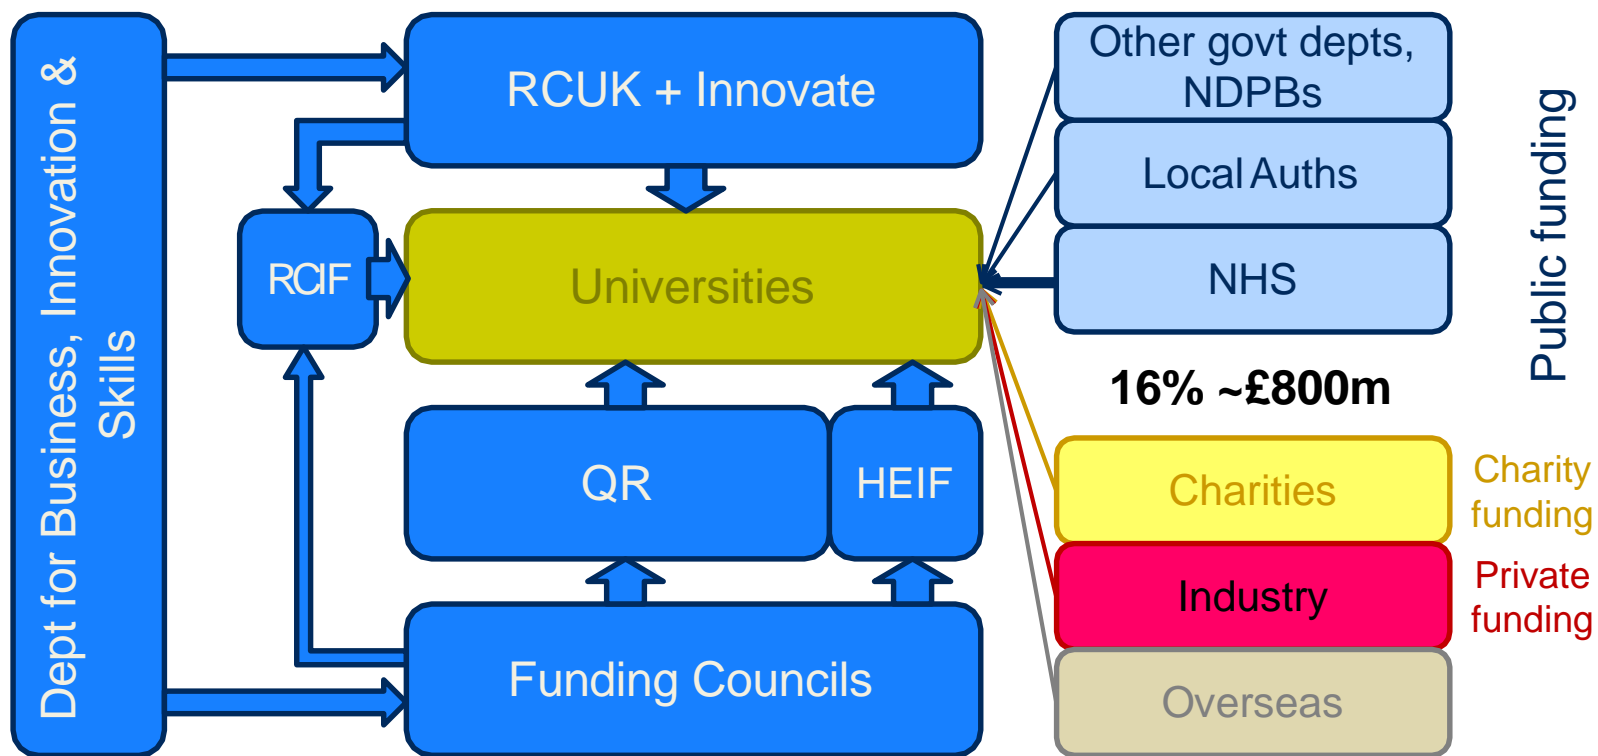 Dept for Business, Innovation &
Skills
RCUK + Innovate
RCIF
Universities
QR
HEIF
Funding Councils
Other govt depts,
NDPBs
Local Auths
NHS
Public funding
16% ~£800m
Charities
Charity
funding
Industry
Private
funding
Overseas